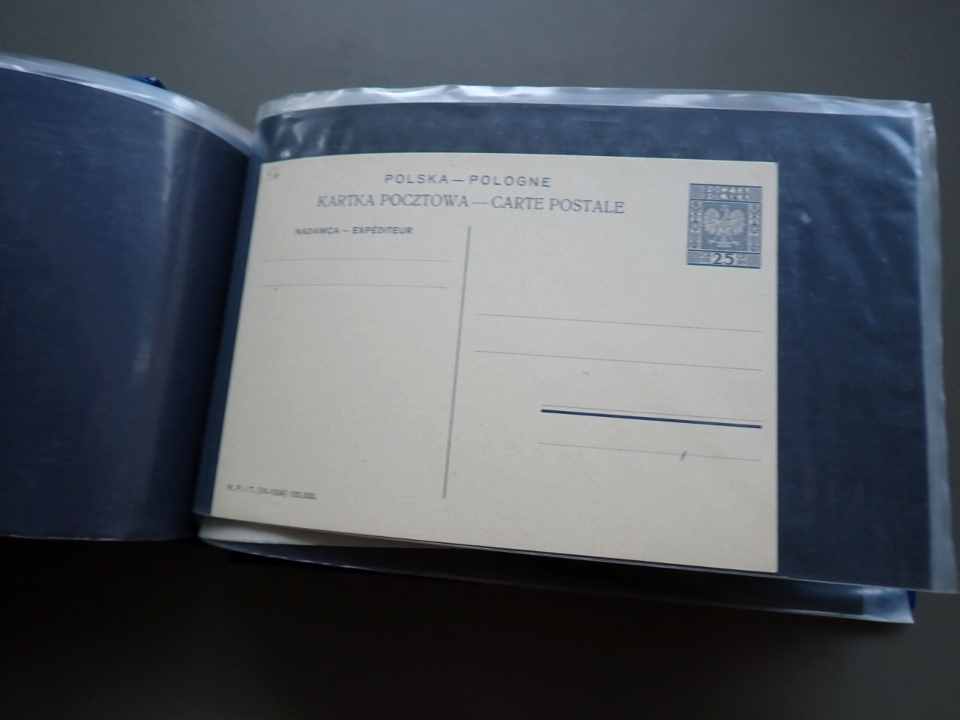 POLSKA — POLOGNE
KARTKA POCZTOWA — CARTE POSTALE
NADAWCA — EXPÉDITEUR
25